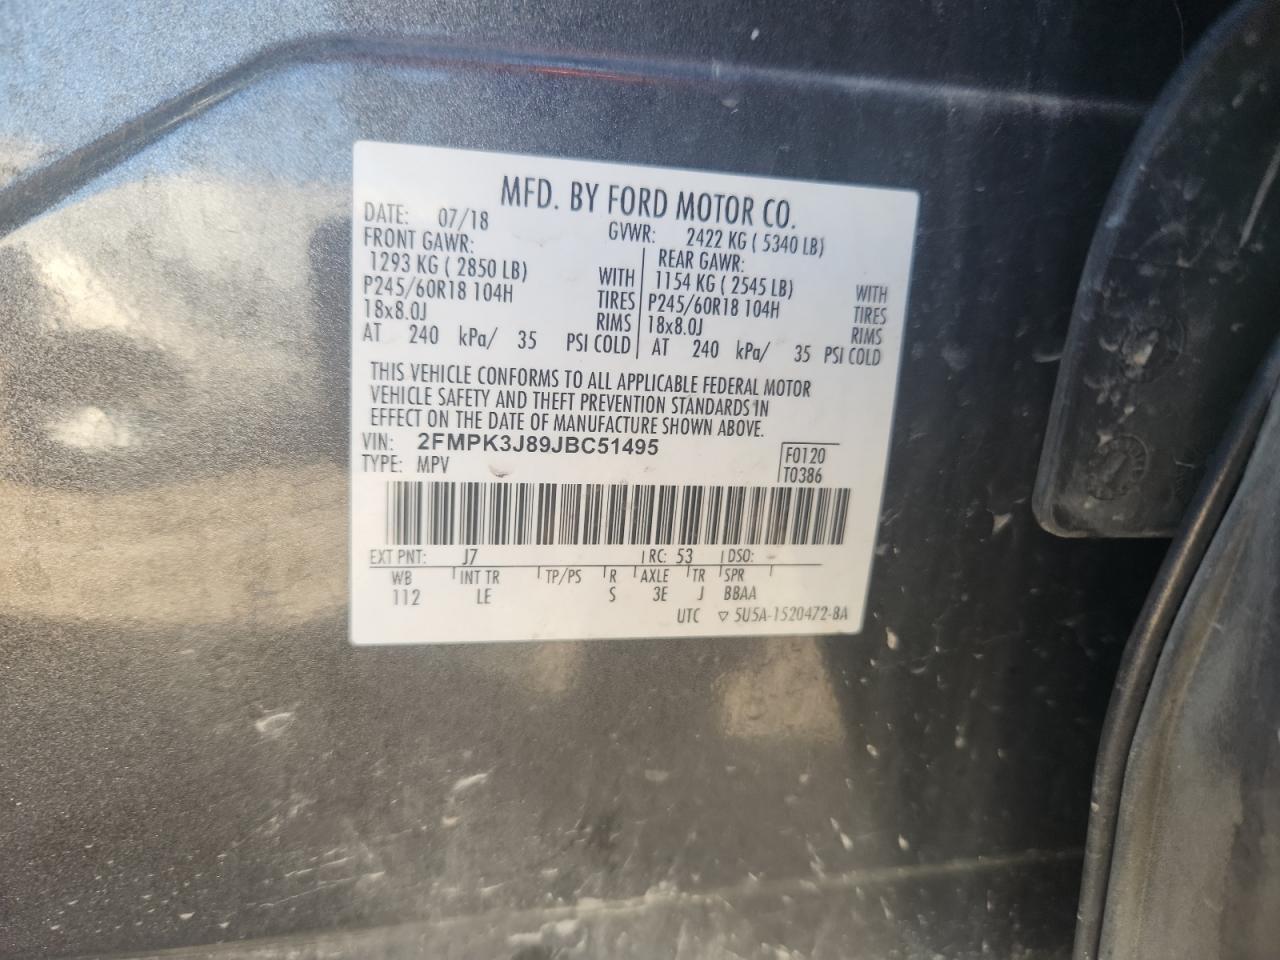 MFD. BY FORD MOTOR CO.
DATE: 07/18 GVWR: 2422 KG ( 5340 LB)
FRONT GAWR: REAR GAWR:
1293 KG ( 2850 LB) WITH 1154 KG ( 2545 LB) WITH
P245/60R18 104H TIRES P245/60R18 104H TIRES
18x8.0J RIMS 18x8.0J RIMS
AT 240 kPa/ 35 PSI COLD AT 240 kPa/ 35 PSI COLD
THIS VEHICLE CONFORMS TO ALL APPLICABLE FEDERAL MOTOR
VEHICLE SAFETY AND THEFT PREVENTION STANDARDS IN
EFFECT ON THE DATE OF MANUFACTURE SHOWN ABOVE.
VIN: 2FMPK3J89JBC51495 F0120
TYPE: MPV T0386
EXT PNT: J7 RC: 53 DSO:
WB INT TR TP/PS R AXLE TR SPR
112 LE S 3E J BBAA
UTC ▽ 5U5A-1520472-BA